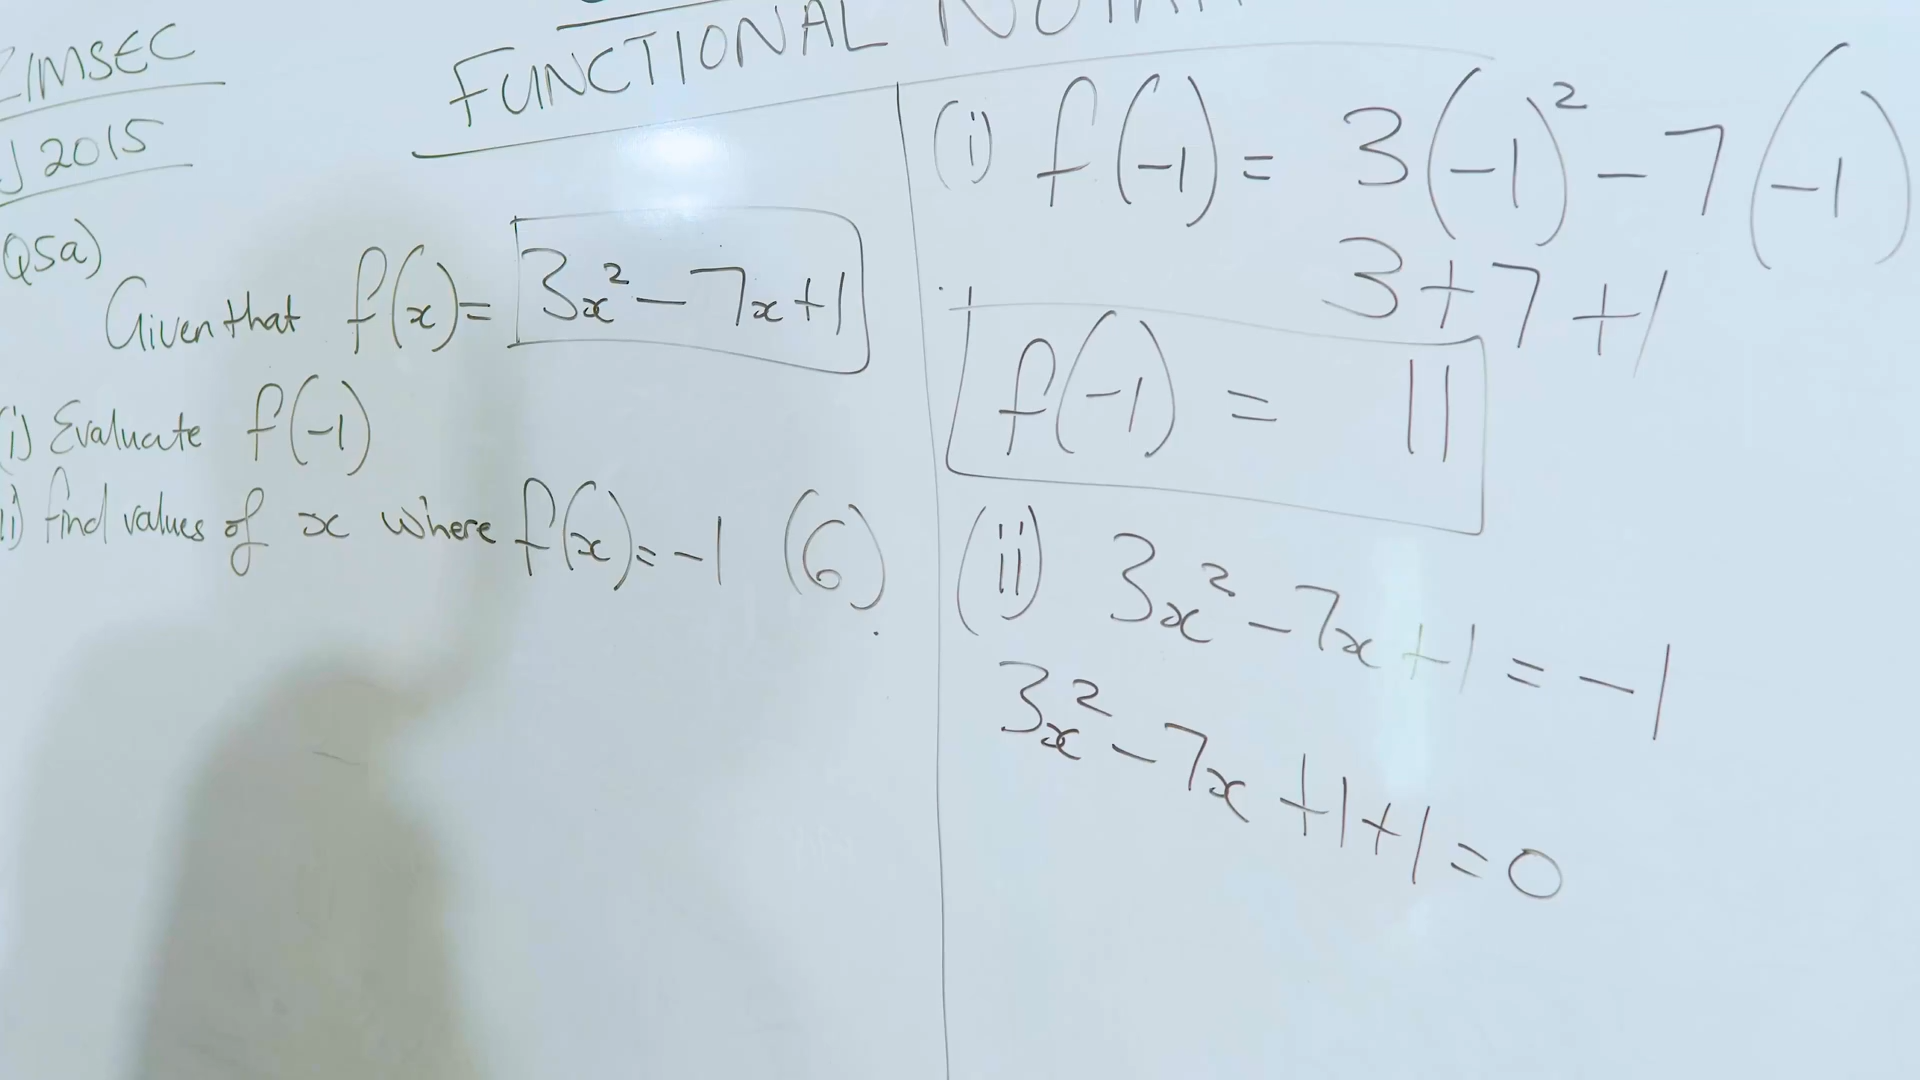 ZIMSEC
J 2015
FUNCTIONAL
Q5a)
Given that f(x) = 3x² - 7x + 1
(i) Evaluate f(-1)
ii) find values of x where f(x) = -1 (6)
(i) f(-1) = 3(-1)² - 7(-1)
3 + 7 + 1
f(-1) = 11
(ii) 3x² - 7x + 1 = -1
3x² - 7x + 1 + 1 = 0